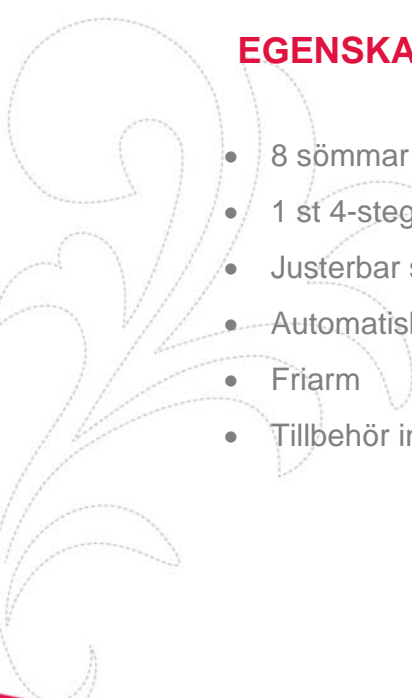 EGENSKA
• 8 sömmar
• 1 st 4-steg
• Justerbar s
• Automatisk
• Friarm
• Tillbehör in